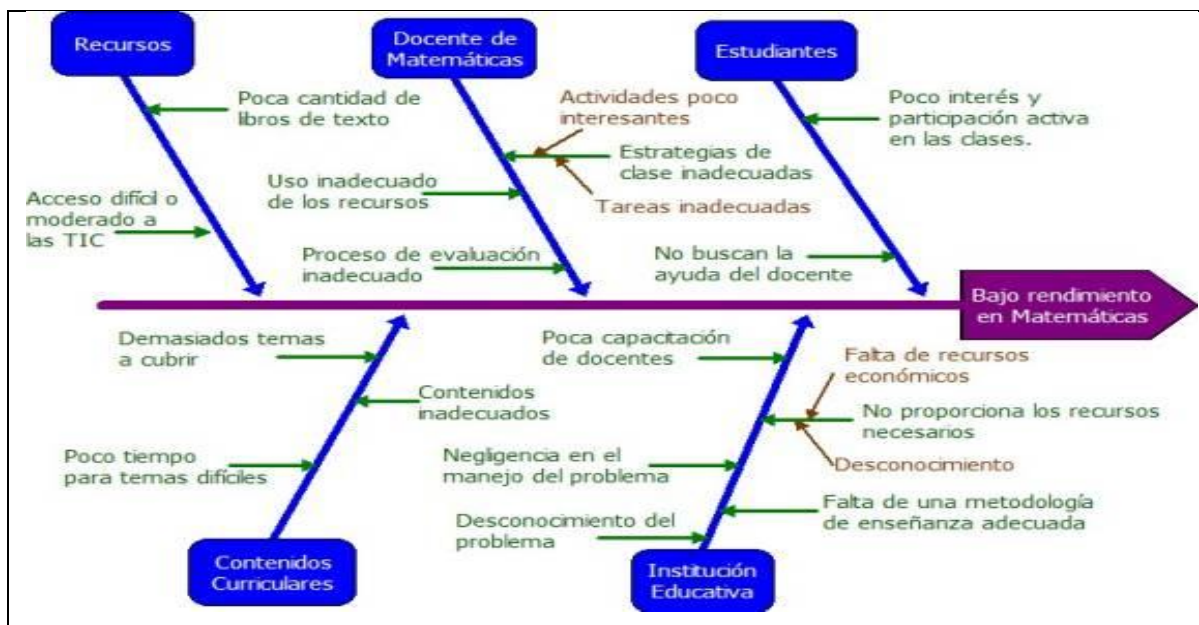 Recursos
Docente de
Matemáticas
Estudiantes
Poca cantidad de
libros de texto
Acceso difícil o
moderado a
las TIC
Actividades poco
interesantes
Estrategias de
clase inadecuadas
Tareas inadecuadas
Uso inadecuado
de los recursos
Proceso de evaluación
inadecuado
Poco interés y
participación activa
en las clases.
No buscan la
ayuda del docente
Bajo rendimiento
en Matemáticas
Demasiados temas
a cubrir
Contenidos
inadecuados
Poco tiempo
para temas difíciles
Contenidos
Curriculares
Poca capacitación
de docentes
Falta de recursos
económicos
No proporciona los recursos
necesarios
Desconocimiento
Negligencia en el
manejo del problema
Falta de una metodología
de enseñanza adecuada
Desconocimiento del
problema
Institución
Educativa